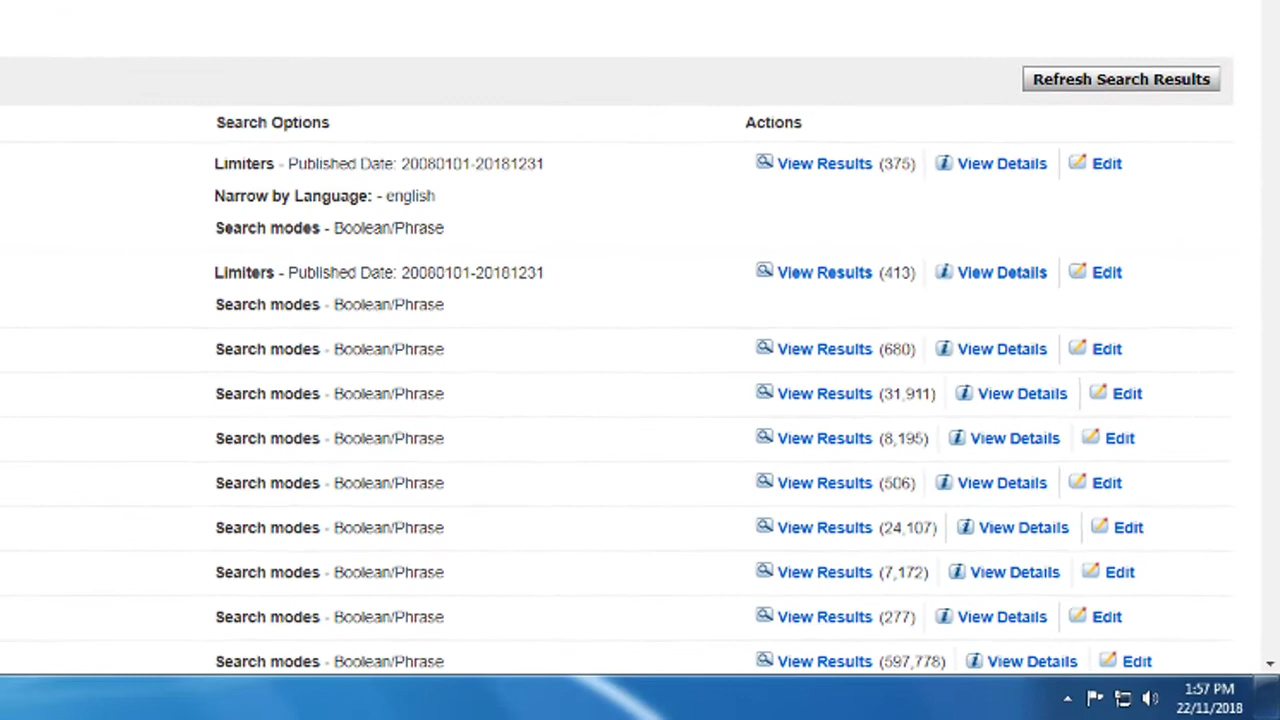 Refresh Search Results
Search Options Actions
Limiters - Published Date: 20080101-20181231 View Results (375) View Details Edit
Narrow by Language: - english
Search modes - Boolean/Phrase
Limiters - Published Date: 20080101-20181231 View Results (413) View Details Edit
Search modes - Boolean/Phrase
Search modes - Boolean/Phrase View Results (680) View Details Edit
Search modes - Boolean/Phrase View Results (31,911) View Details Edit
Search modes - Boolean/Phrase View Results (8,195) View Details Edit
Search modes - Boolean/Phrase View Results (506) View Details Edit
Search modes - Boolean/Phrase View Results (24,107) View Details Edit
Search modes - Boolean/Phrase View Results (7,172) View Details Edit
Search modes - Boolean/Phrase View Results (277) View Details Edit
Search modes - Boolean/Phrase View Results (597,778) View Details Edit
1:57 PM
22/11/2018